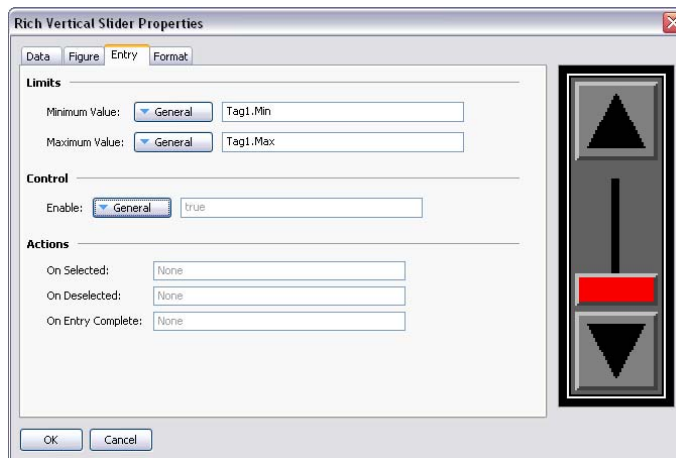 Rich Vertical Slider Properties
Data Figure Entry Format
Limits
Minimum Value: General Tag1.Min
Maximum Value: General Tag1.Max
Control
Enable: General true
Actions
On Selected: None
On Deselected: None
On Entry Complete: None
OK Cancel